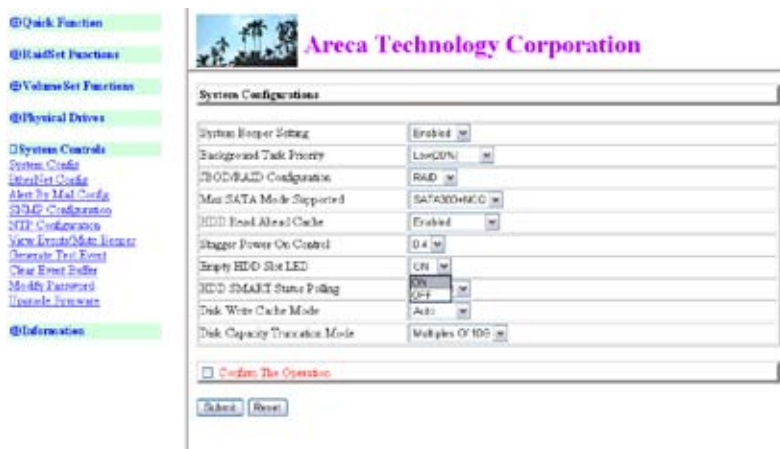 Quick Function
RaidSet Functions
VolumeSet Functions
Physical Drives
System Controls
System Config
EtherNet Config
Alert By Mail Config
SNMP Configuration
NTP Configuration
View Events/Mute Beeper
Generate Test Event
Clear Event Buffer
Modify Password
Upgrade Firmware
Information
Areca Technology Corporation
System Configurations
System Beeper Setting Enabled
Background Task Priority Low(20%)
JBOD/RAID Configuration RAID
Max SATA Mode Supported SATA300+NCQ
HDD Read Ahead Cache Enabled
Stagger Power On Control 0.4
Empty HDD Slot LED ON
ON
OFF
HDD SMART Status Polling
Disk Write Cache Mode Auto
Disk Capacity Truncation Mode Multiples Of 10G
Confirm The Operation
Submit Reset